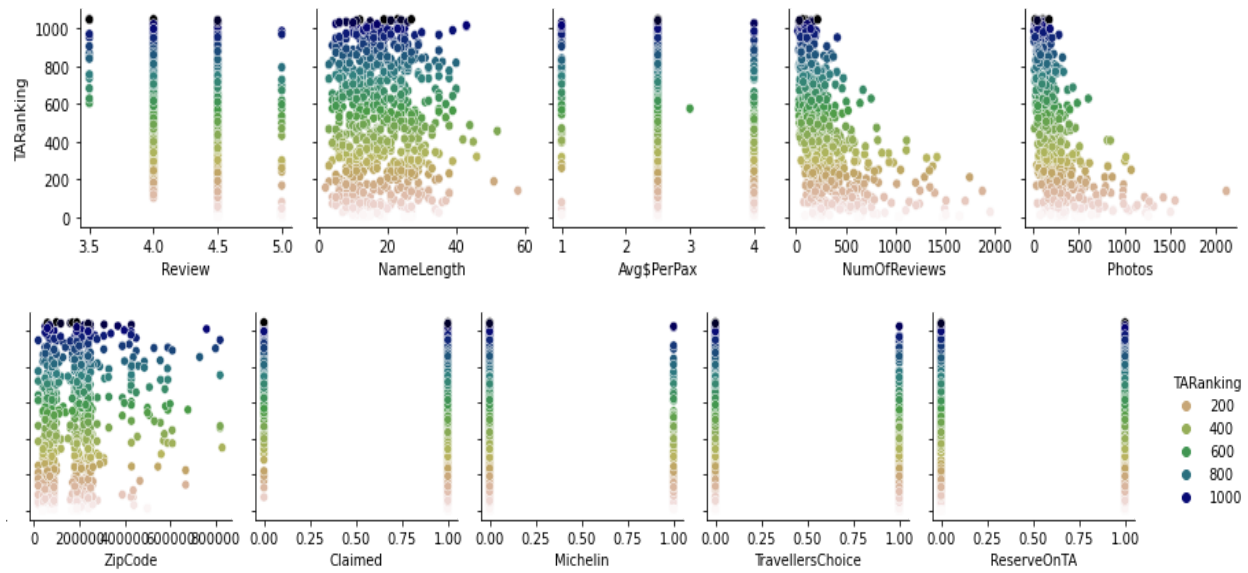 TARanking
1000
800
600
400
200
0
3.5 4.0 4.5 5.0
Review
0 20 40 60
NameLength
1 2 3 4
Avg$PerPax
0 500 1000 1500 2000
NumOfReviews
0 500 1000 1500 2000
Photos
0 200000 400000 600000 800000
ZipCode
0.00 0.25 0.50 0.75 1.00
Claimed
0.00 0.25 0.50 0.75 1.00
Michelin
0.00 0.25 0.50 0.75 1.00
TravellersChoice
0.00 0.25 0.50 0.75 1.00
ReserveOnTA
TARanking
200
400
600
800
1000